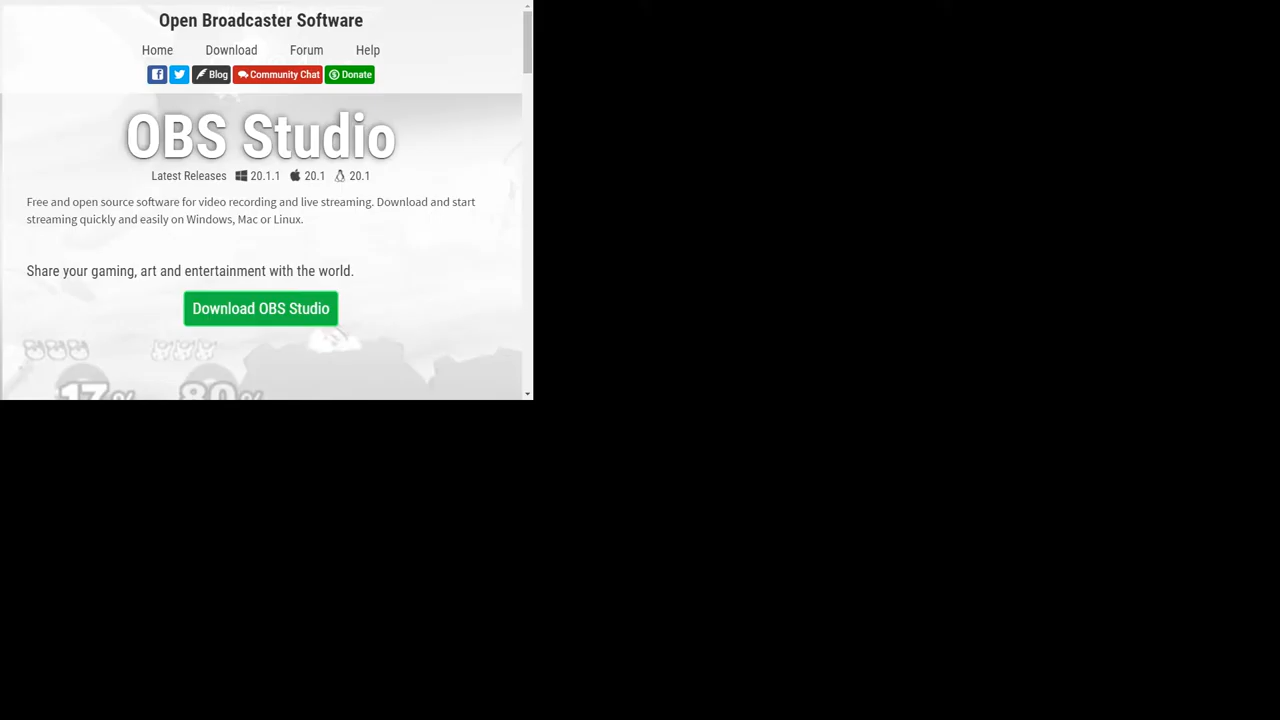 Open Broadcaster Software
Home Download Forum Help
Blog Community Chat Donate
OBS Studio
Latest Releases 20.1.1 20.1 20.1
Free and open source software for video recording and live streaming. Download and start
streaming quickly and easily on Windows, Mac or Linux.
Share your gaming, art and entertainment with the world.
Download OBS Studio
17% 80%